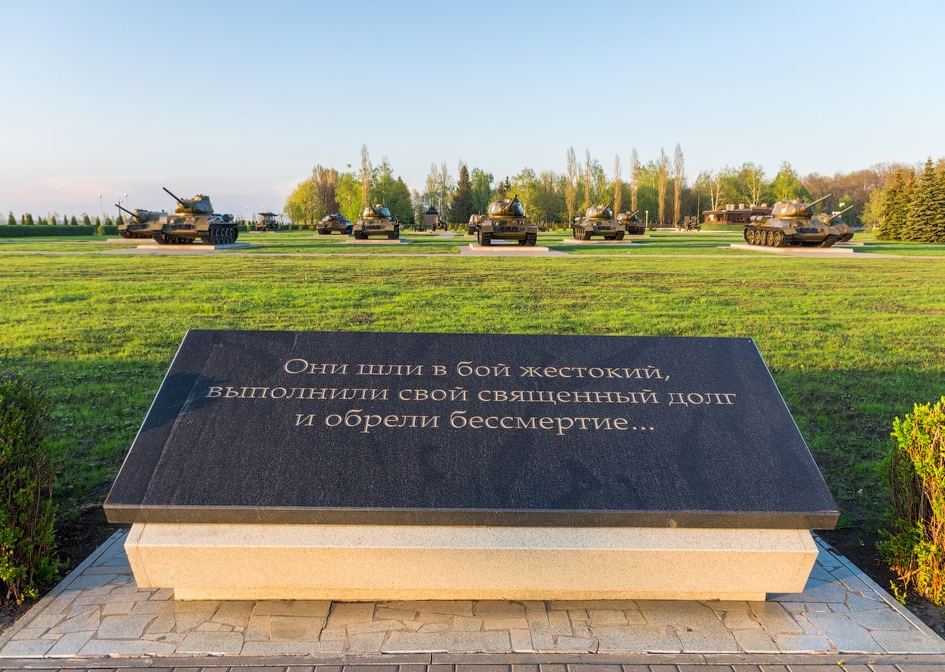 Они шли в бой жестокий,
выполнили свой священный долг
и обрели бессмертие...